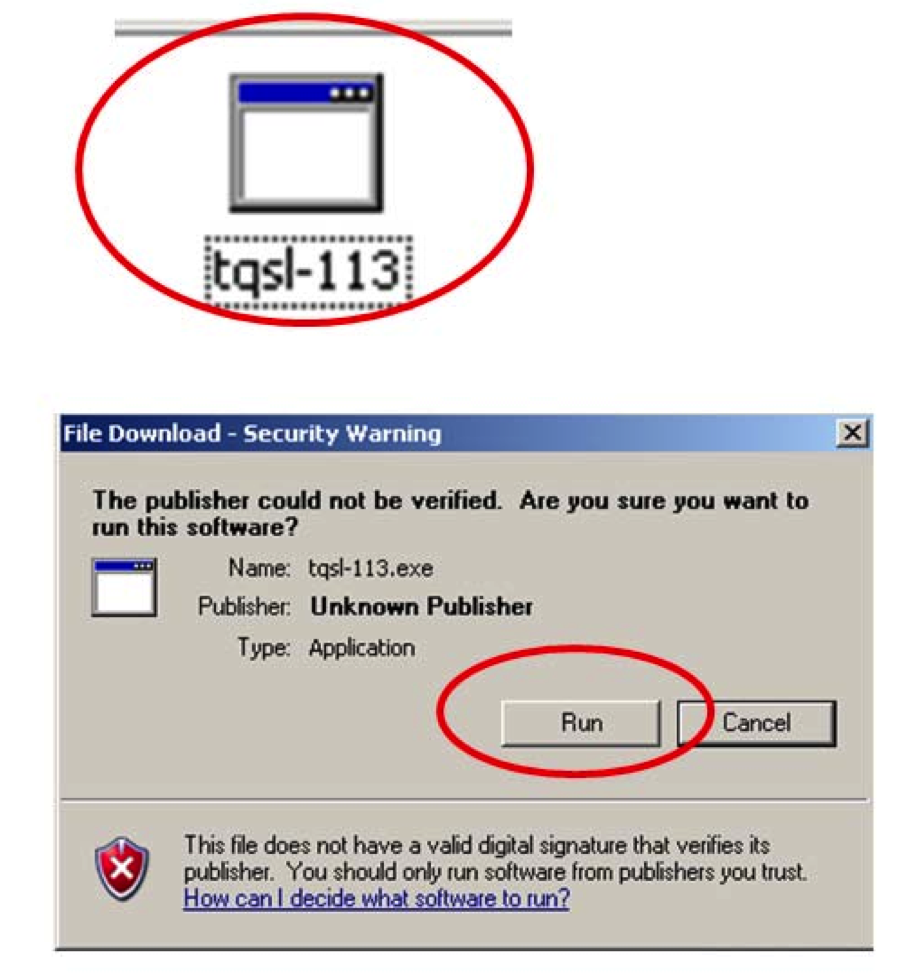 tqsl-113
File Download - Security Warning
The publisher could not be verified.  Are you sure you want to
run this software?
Name: tqsl-113.exe
Publisher: Unknown Publisher
Type: Application
Run Cancel
This file does not have a valid digital signature that verifies its
publisher.  You should only run software from publishers you trust.
How can I decide what software to run?